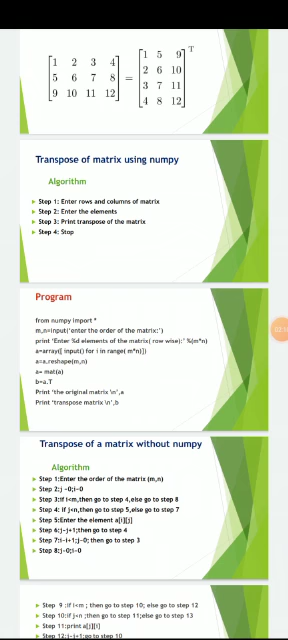 1 2 3 4
5 6 7 8
9 10 11 12
=
1 5 9
2 6 10
3 7 11
4 8 12
T
Transpose of matrix using numpy
Algorithm
Step 1: Enter rows and columns of matrix
Step 2: Enter the elements
Step 3: Print transpose of the matrix
Step 4: Stop
Program
from numpy import *
m,n=input('enter the order of the matrix:')
print 'Enter %d elements of the matrix( row wise):' %(m*n)
a=array([ input() for i in range( m*n)])
a=a.reshape(m,n)
a= mat(a)
b=a.T
Print 'the original matrix \n',a
Print 'transpose matrix \n',b
Transpose of a matrix without numpy
Algorithm
Step 1:Enter the order of the matrix (m,n)
Step 2:j =0;i=0
Step 3:if i<m,then go to step 4,else go to step 8
Step 4: if j<n,then go to step 5,else go to step 7
Step 5:Enter the element a[i][j]
Step 6:j=j+1;then go to step 4
Step 7:i=i+1;j=0; then go to step 3
Step 8:j=0;i=0
Step 9 :if i<m ; then go to step 10; else go to step 12
Step 10:if j<n ;then go to step 11;else go to step 13
Step 11:print a[j][i]
Step 12:j=j+1;go to step 10